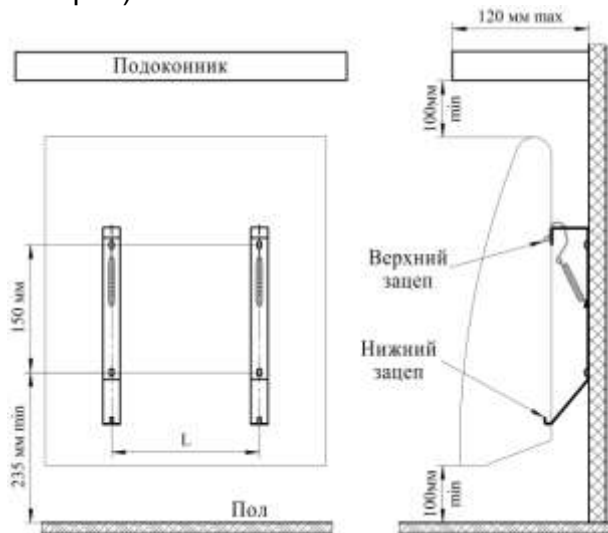 120 мм max
Подоконник
100мм
min
Верхний
зацеп
150 мм
Нижний
зацеп
L
235 мм min
100мм
min
Пол